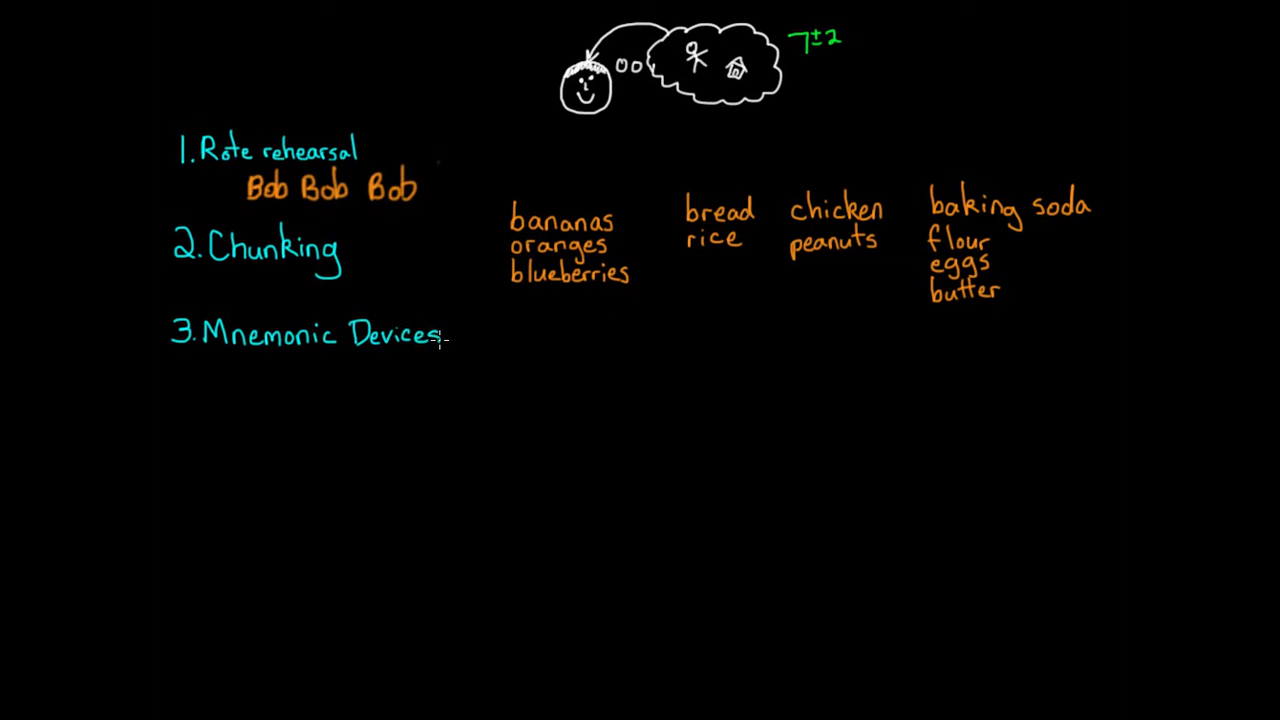 7±2
1. Rote rehearsal
Bob Bob Bob
2. Chunking
bananas
oranges
blueberries
bread
rice
chicken
peanuts
baking soda
flour
eggs
butter
3. Mnemonic Devices